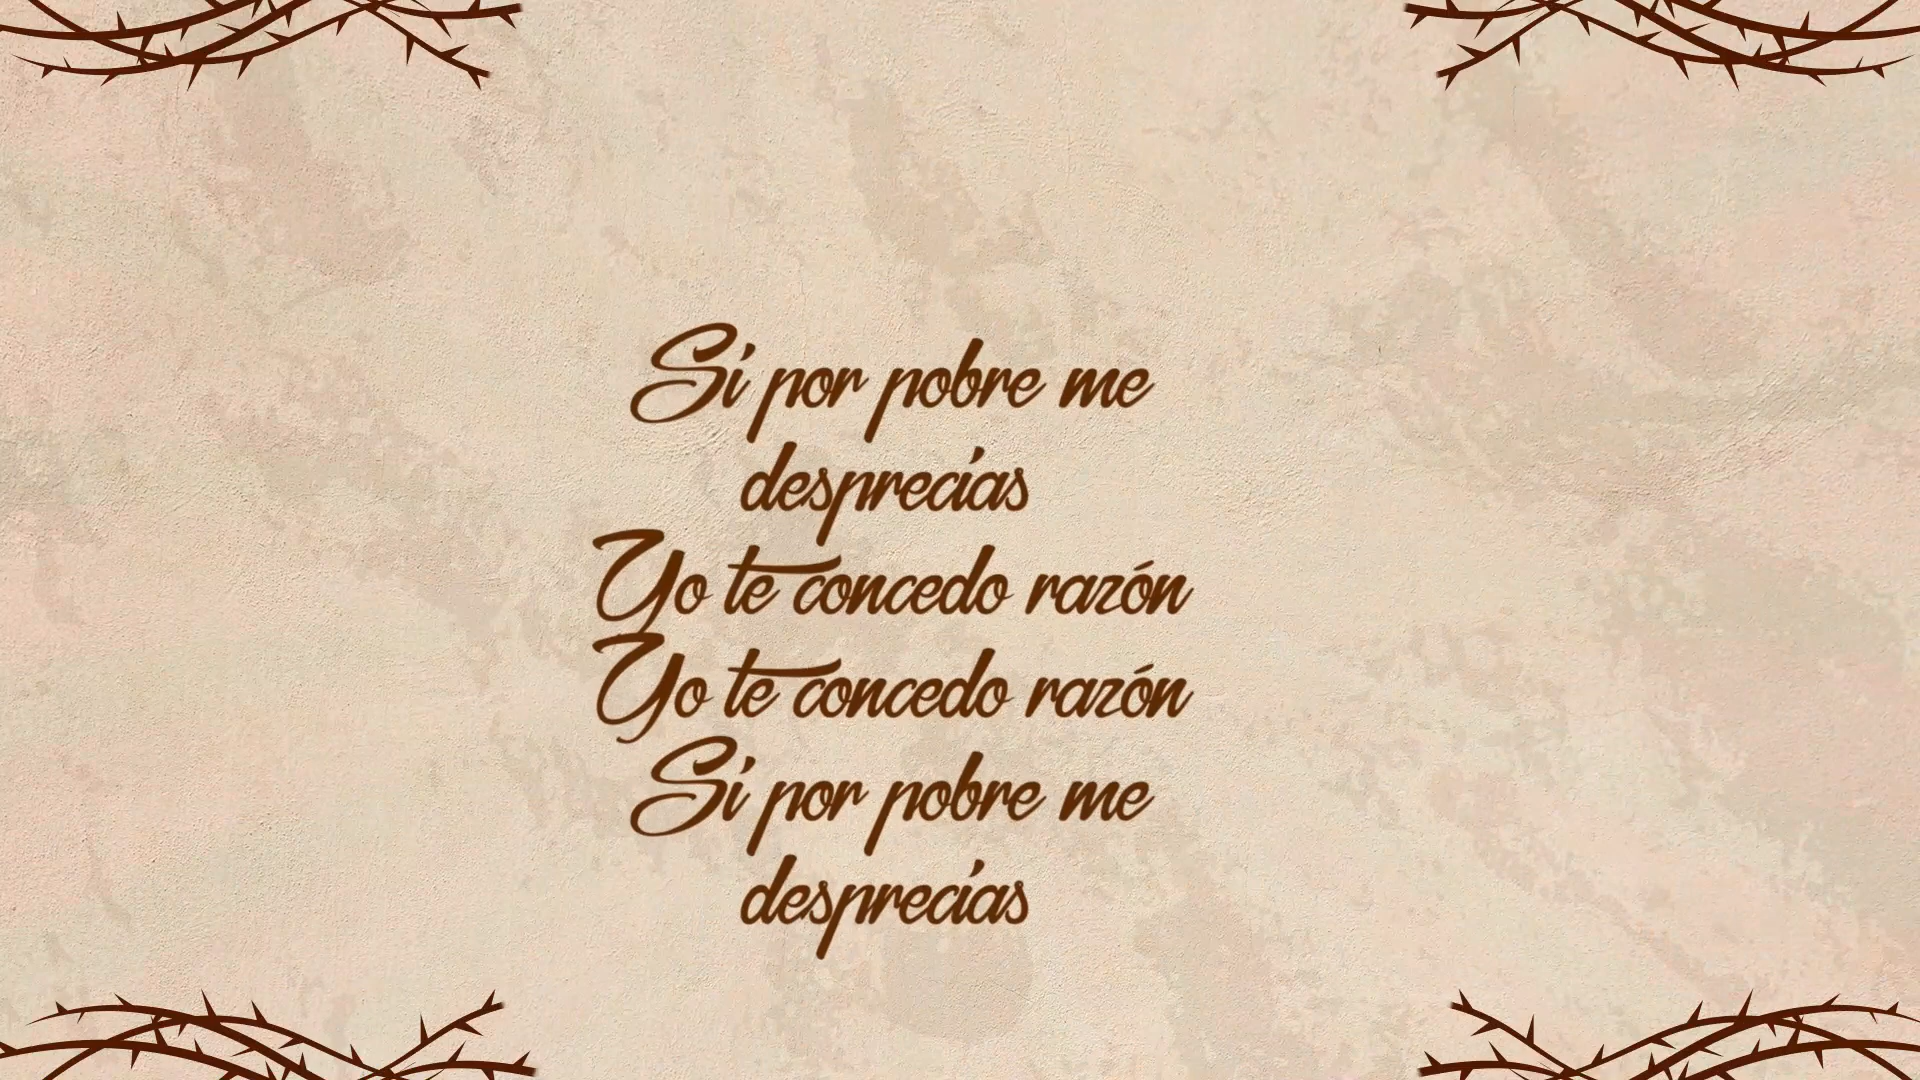 Si por pobre me
desprecias
Yo te concedo razón
Yo te concedo razón
Si por pobre me
desprecias